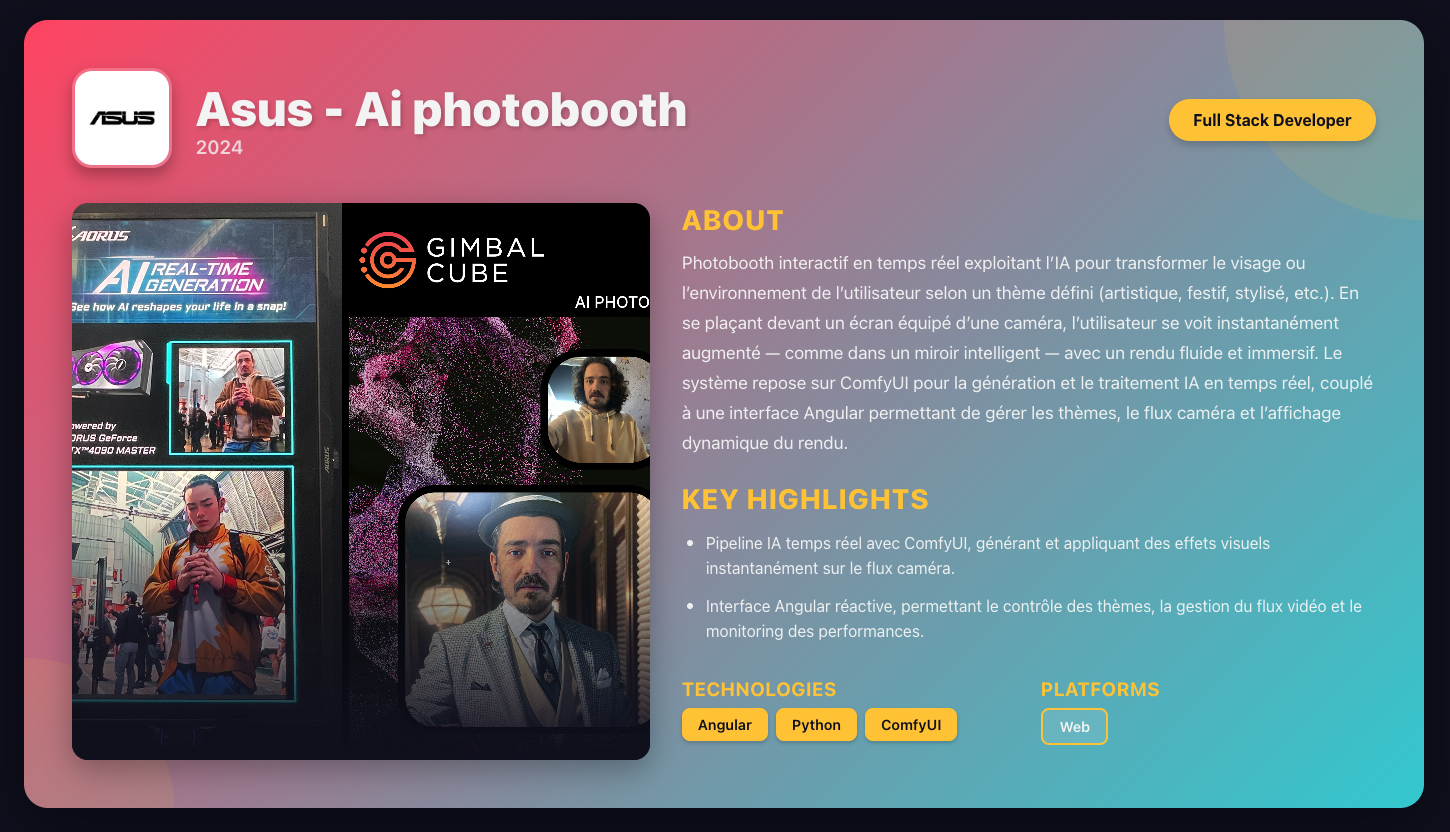 ASUS
Asus - Ai photobooth
2024
Full Stack Developer
AORUS
AI REAL-TIME
GENERATION
See how AI reshapes your life in a snap!
AORUS GeForce
4090 MASTER
AORUS
GIMBAL
CUBE
AI PHOTO
ABOUT
Photobooth interactif en temps réel exploitant l’IA pour transformer le visage ou
l’environnement de l’utilisateur selon un thème défini (artistique, festif, stylisé, etc.). En
se plaçant devant un écran équipé d’une caméra, l’utilisateur se voit instantanément
augmenté — comme dans un miroir intelligent — avec un rendu fluide et immersif. Le
système repose sur ComfyUI pour la génération et le traitement IA en temps réel, couplé
à une interface Angular permettant de gérer les thèmes, le flux caméra et l’affichage
dynamique du rendu.
KEY HIGHLIGHTS
• Pipeline IA temps réel avec ComfyUI, générant et appliquant des effets visuels
instantanément sur le flux caméra.
• Interface Angular réactive, permettant le contrôle des thèmes, la gestion du flux vidéo et le
monitoring des performances.
TECHNOLOGIES
Angular Python ComfyUI
PLATFORMS
Web